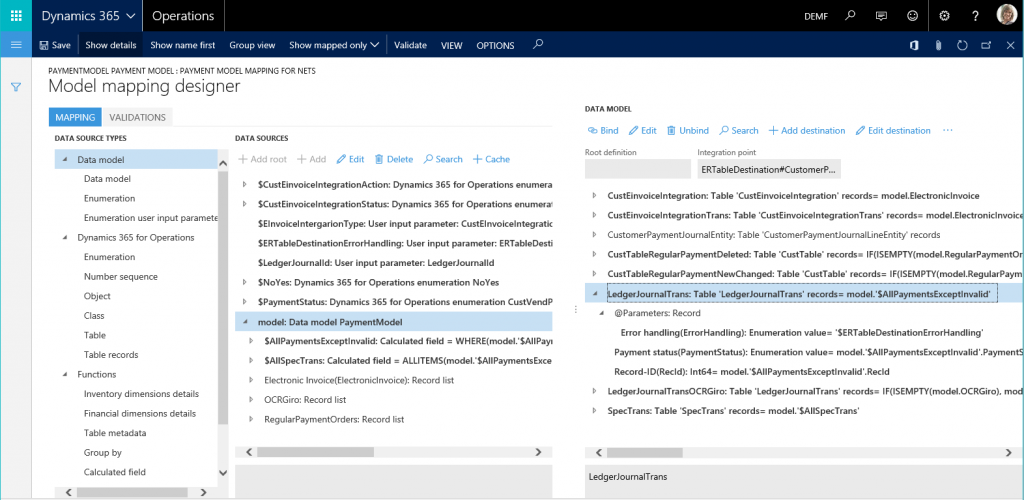 Dynamics 365
Operations
DEMF
Save
Show details
Show name first
Group view
Show mapped only
Validate
VIEW
OPTIONS
PAYMENTMODEL PAYMENT MODEL : PAYMENT MODEL MAPPING FOR NETS
Model mapping designer
MAPPING
VALIDATIONS
DATA SOURCE TYPES
Data model
Data model
Enumeration
Enumeration user input paramete
Dynamics 365 for Operations
Enumeration
Number sequence
Object
Class
Table
Table records
Functions
Inventory dimensions details
Financial dimensions details
Table metadata
Group by
Calculated field
DATA SOURCES
Add root
Add
Edit
Delete
Search
Cache
$CustEinvoiceIntegrationAction: Dynamics 365 for Operations enumera
$CustEinvoiceIntegrationStatus: Dynamics 365 for Operations enumerat
$EInvoiceIntergarionType: User input parameter: CustEInvoiceIntegratic
$ERTableDestinationErrorHandling: User input parameter: ERTableDesti
$LedgerJournalId: User input parameter: LedgerJournalId
$NoYes: Dynamics 365 for Operations enumeration NoYes
$PaymentStatus: Dynamics 365 for Operations enumeration CustVendP
model: Data model PaymentModel
$AllPaymentsExceptInvalid: Calculated field = WHERE(model.'$AllPayn
$AllSpecTrans: Calculated field = ALLITEMS(model.'$AllPaymentsExce
Electronic Invoice(ElectronicInvoice): Record list
OCRGiro: Record list
RegularPaymentOrders: Record list
DATA MODEL
Bind
Edit
Unbind
Search
Add destination
Edit destination
Root definition
Integration point
ERTableDestination#CustomerP...
CustEinvoiceIntegration: Table 'CustEinvoiceIntegration' records= model.ElectronicInvoice
CustEinvoiceIntegrationTrans: Table 'CustEinvoiceIntegrationTrans' records= model.ElectronicInvoice
CustomerPaymentJournalEntity: Table 'CustomerPaymentJournalLineEntity' records
CustTableRegularPaymentDeleted: Table 'CustTable' records= IF(ISEMPTY(model.RegularPaymentOr
CustTableRegularPaymentNewChanged: Table 'CustTable' records= IF(ISEMPTY(model.RegularPaym
LedgerJournalTrans: Table 'LedgerJournalTrans' records= model.'$AllPaymentsExceptInvalid'
@Parameters: Record
Error handling(ErrorHandling): Enumeration value= '$ERTableDestinationErrorHandling'
Payment status(PaymentStatus): Enumeration value= model.'$AllPaymentsExceptInvalid'.PaymentS
Record-ID(RecId): Int64= model.'$AllPaymentsExceptInvalid'.RecId
LedgerJournalTransOCRGiro: Table 'LedgerJournalTrans' records= IF(ISEMPTY(model.OCRGiro), mod
SpecTrans: Table 'SpecTrans' records= model.'$AllSpecTrans'
LedgerJournalTrans